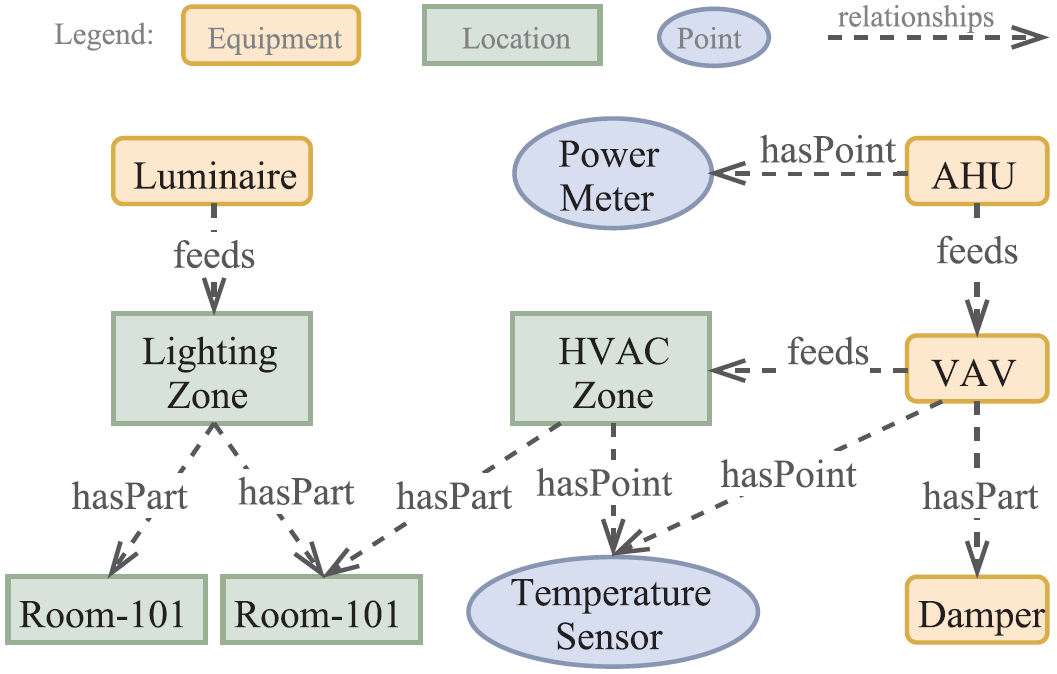 Legend:
Equipment
Location
Point
relationships
Luminaire
Power
Meter
hasPoint
AHU
feeds
feeds
Lighting
Zone
HVAC
Zone
feeds
VAV
hasPart
hasPart
hasPart
hasPoint
hasPoint
hasPart
Room-101
Room-101
Temperature
Sensor
Damper